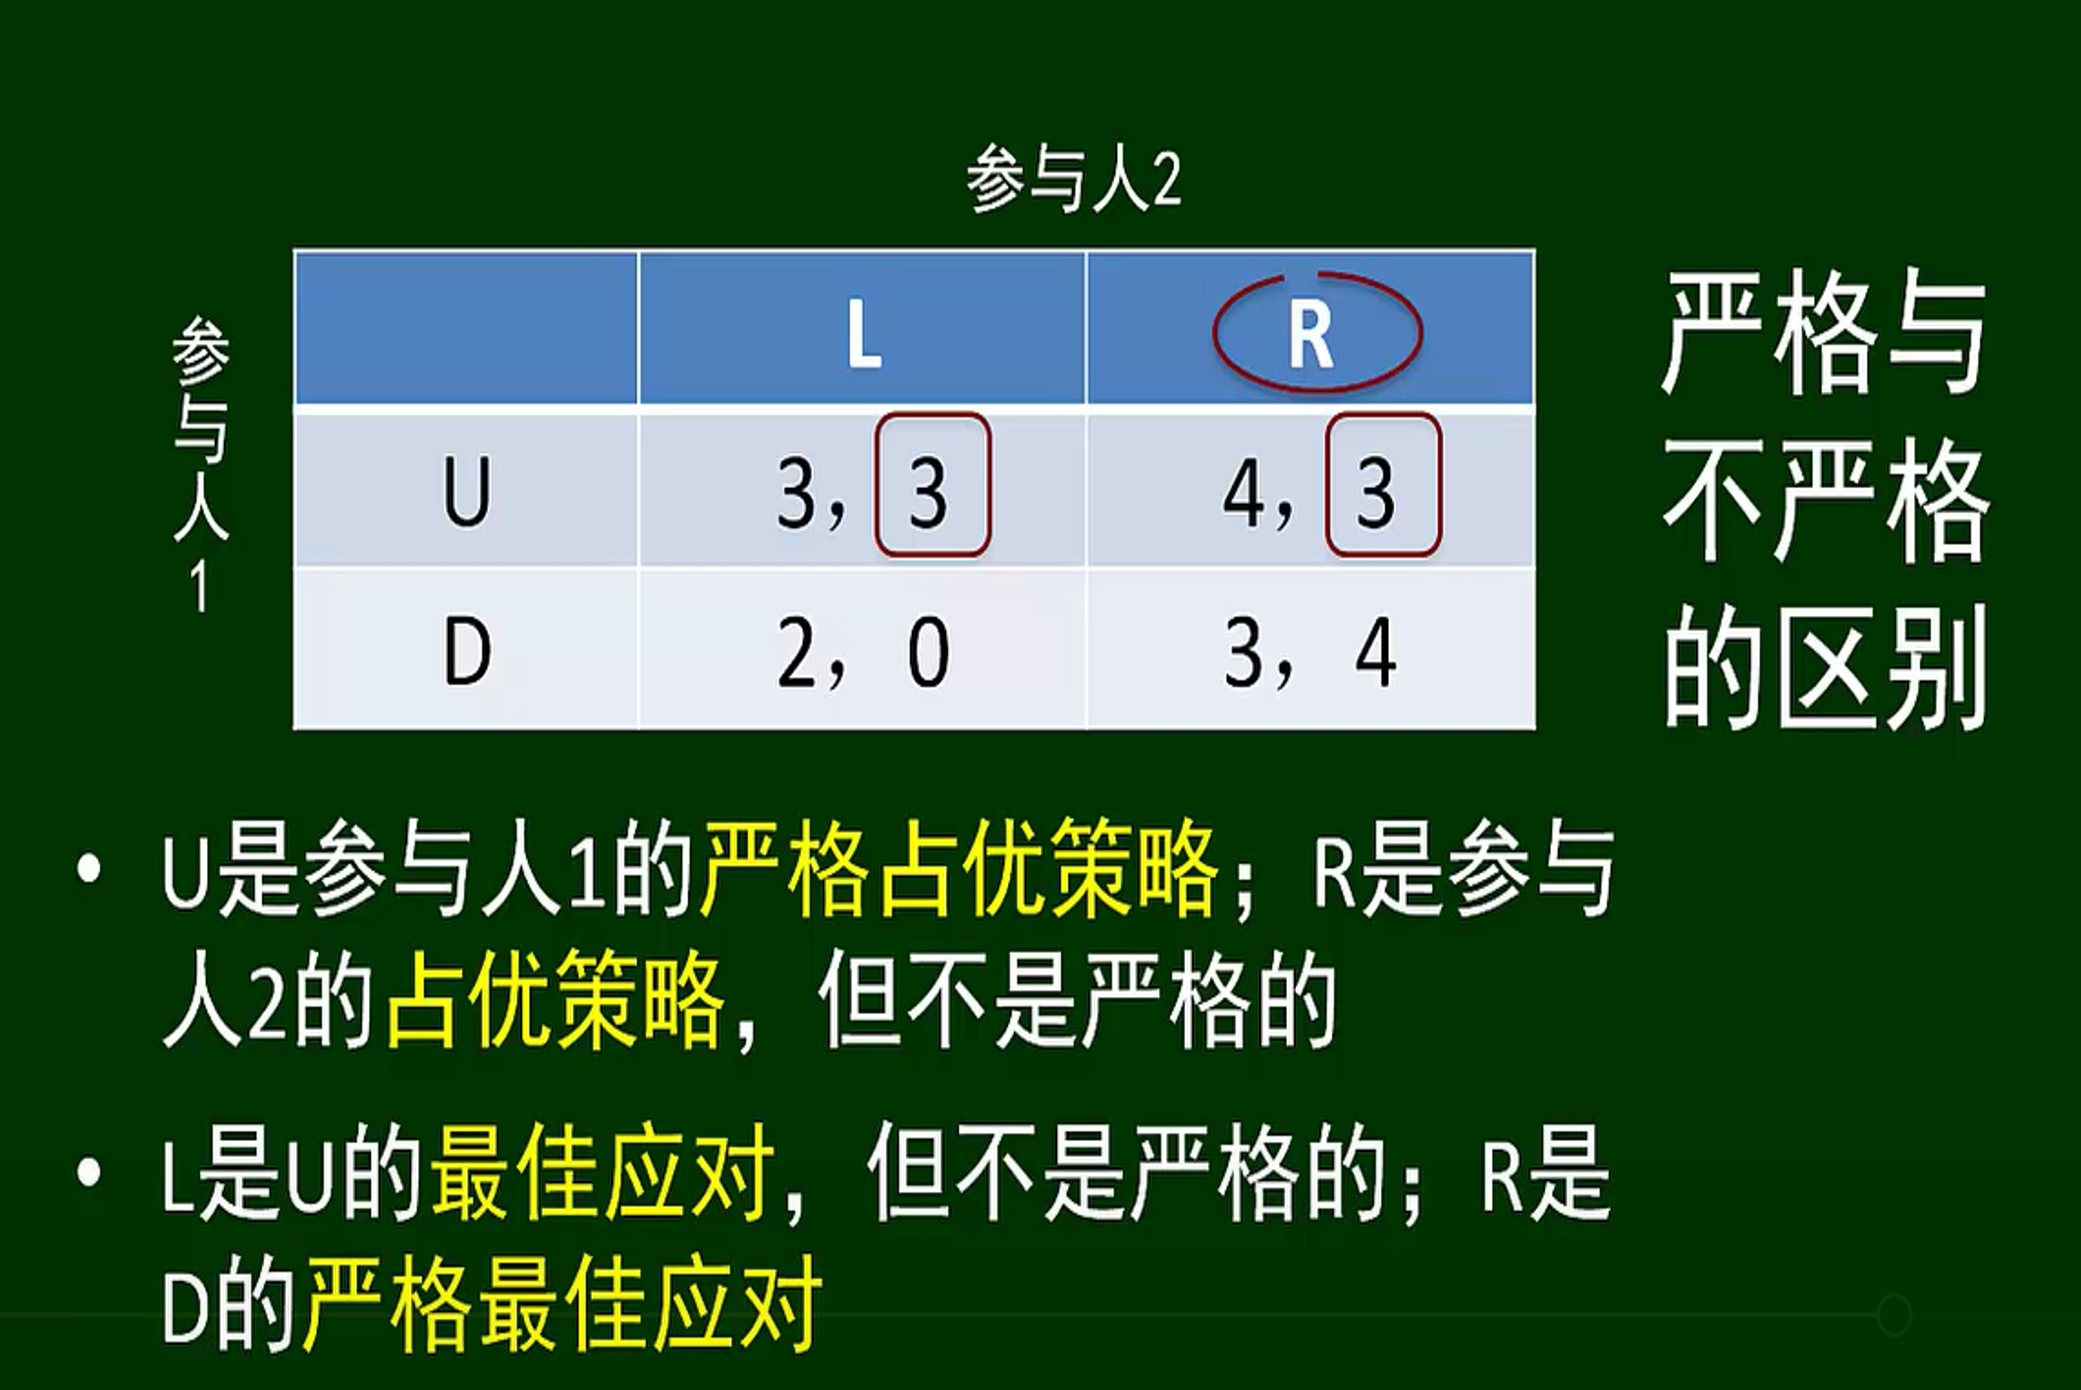 参与人2
参与人1
L R
U 3，3 4，3
D 2，0 3，4
严格与
不严格
的区别
• U是参与人1的严格占优策略；R是参与
人2的占优策略，但不是严格的
• L是U的最佳应对，但不是严格的；R是
D的严格最佳应对